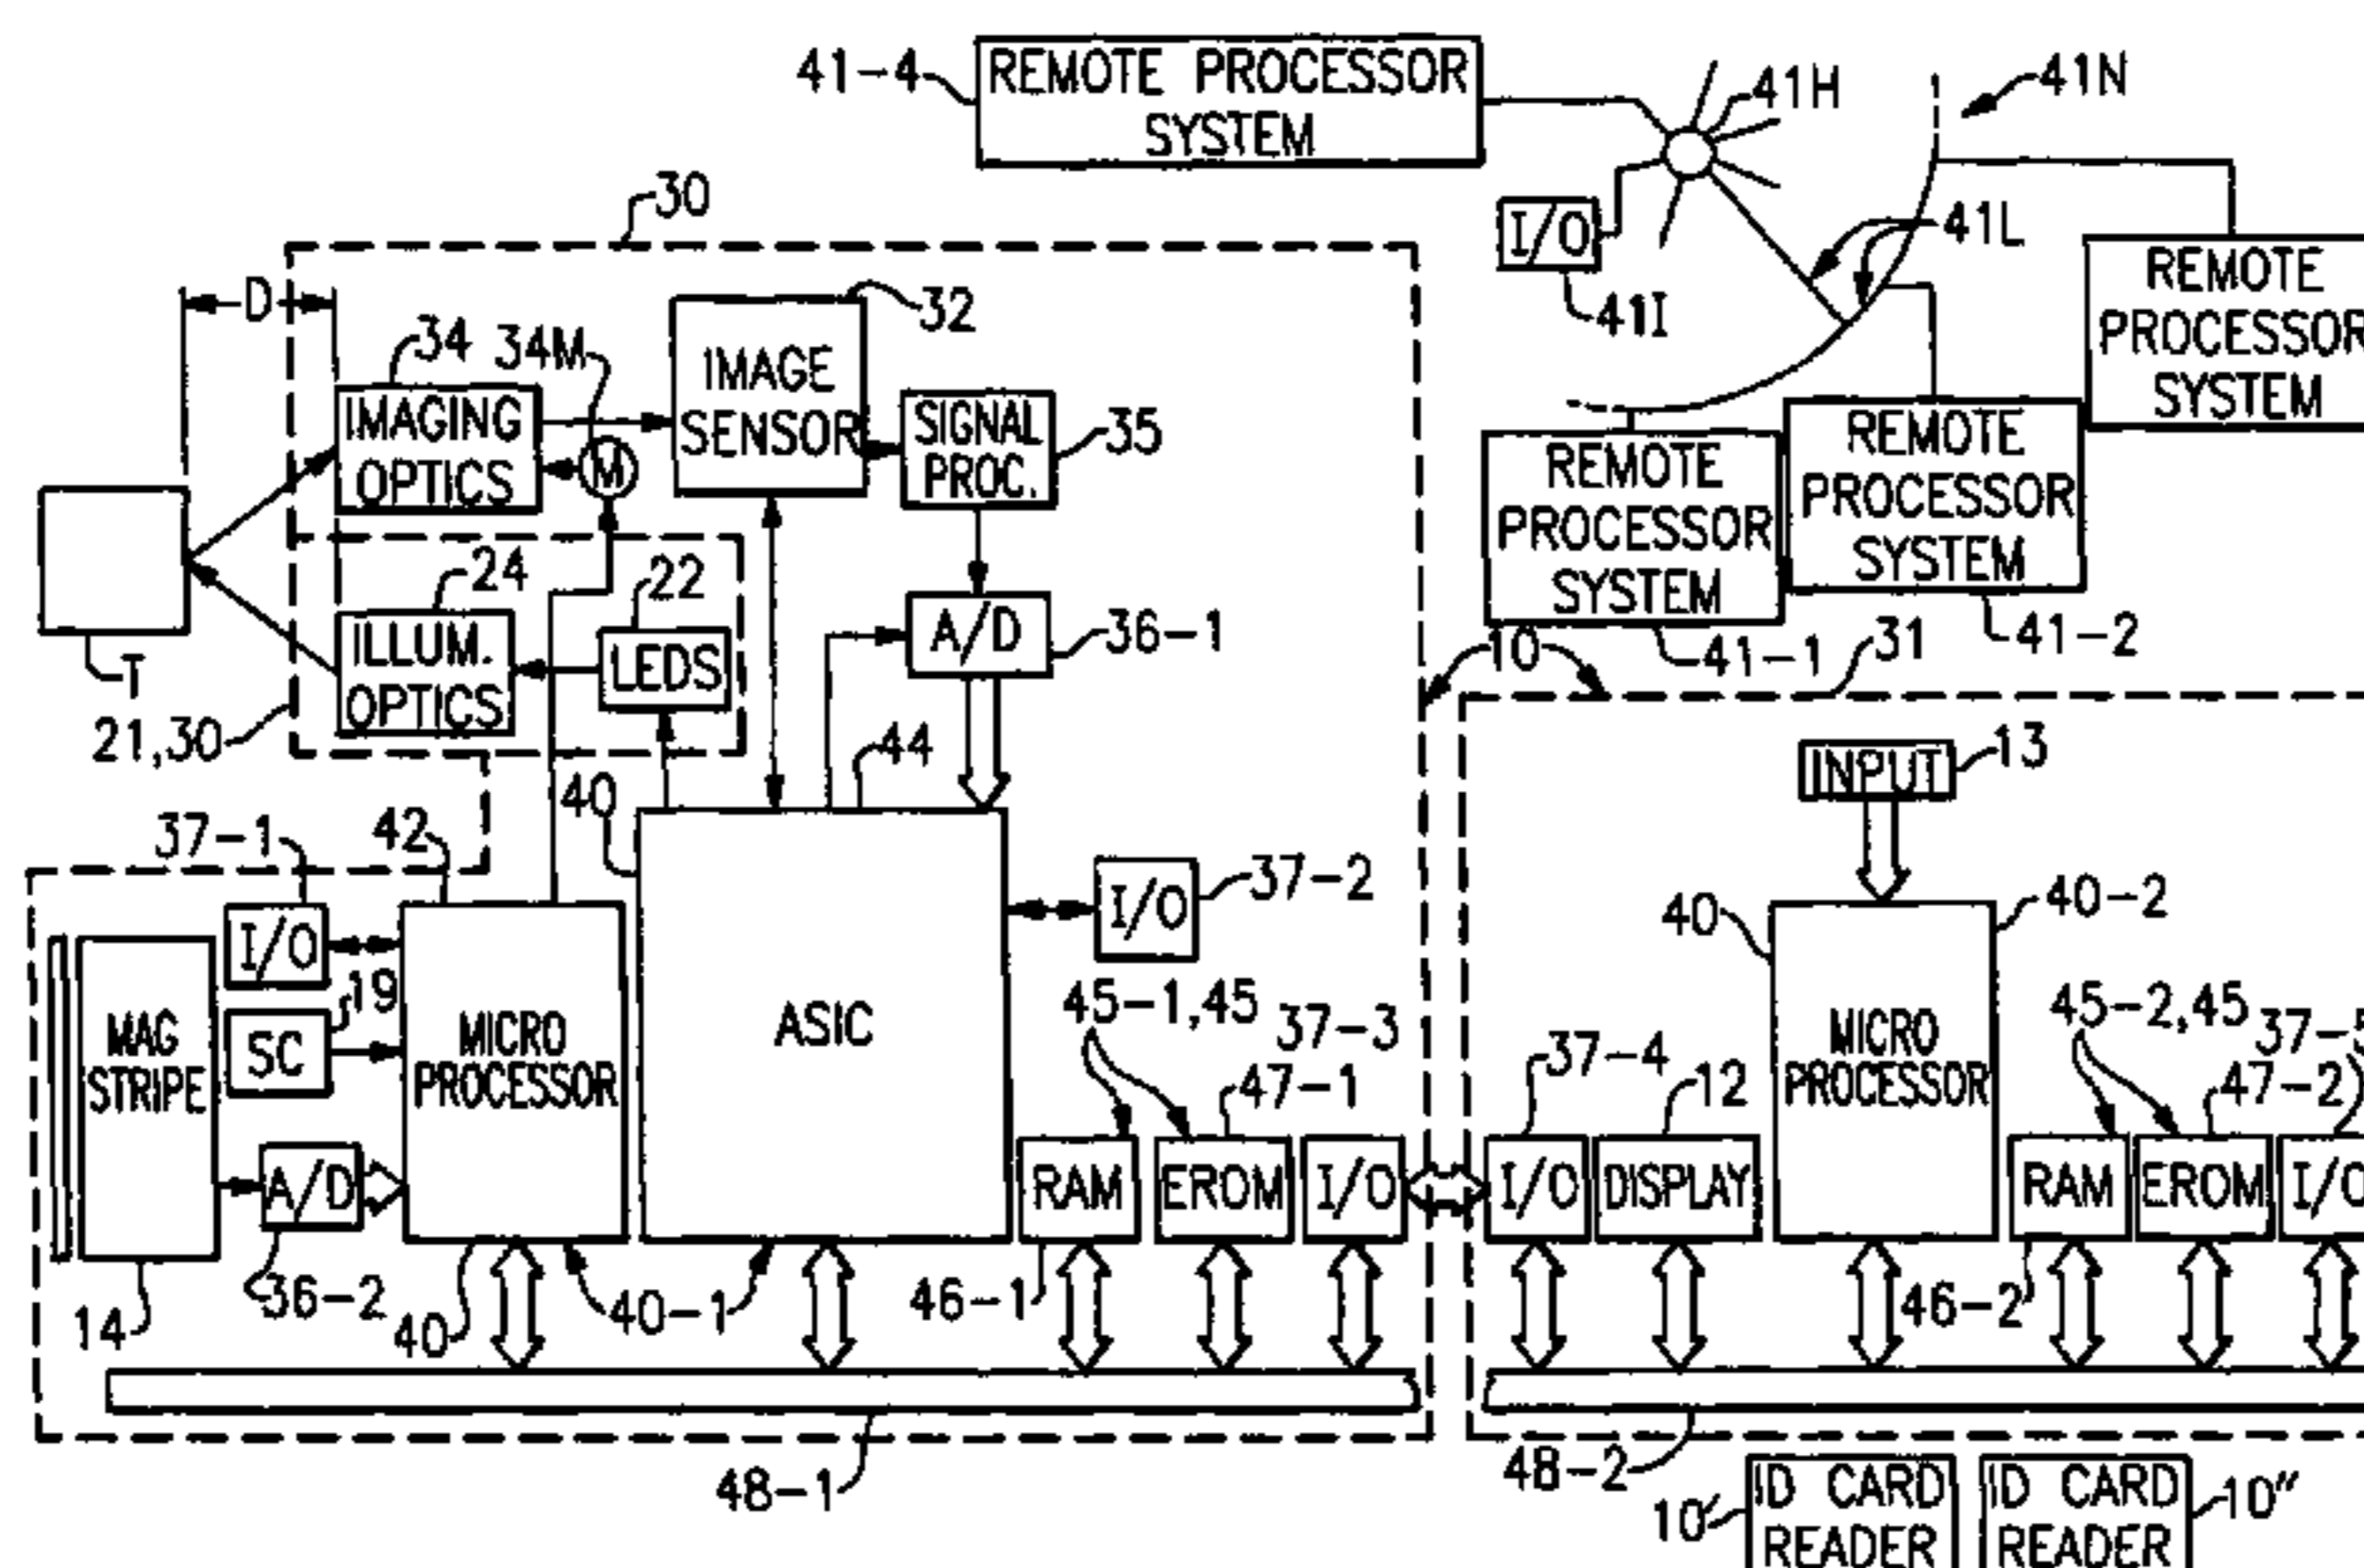 41-4
REMOTE PROCESSOR
SYSTEM
41H
41N
30
I/O
41I
41L
REMOTE
PROCESSOR
SYSTEM
D
32
34
34M
IMAGE
SENSOR
IMAGING
OPTICS
M
SIGNAL
PROC.
35
REMOTE
PROCESSOR
SYSTEM
REMOTE
PROCESSOR
SYSTEM
T
24
22
ILLUM.
OPTICS
LEDS
A/D
36-1
10
41-1
31
41-2
21,30
44
INPUT
13
37-1
42
40
I/O
37-2
I/O
19
SC
MAG
STRIPE
MICRO
PROCESSOR
ASIC
45-1,45
37-3
47-1
40
40-2
37-4
12
MICRO
PROCESSOR
45-2,45
37-5
47-2
A/D
RAM
EROM
I/O
I/O
DISPLAY
RAM
EROM
I/O
14
36-2
40
40-1
46-1
46-2
48-1
48-2
10'
ID CARD
READER
ID CARD
READER
10"